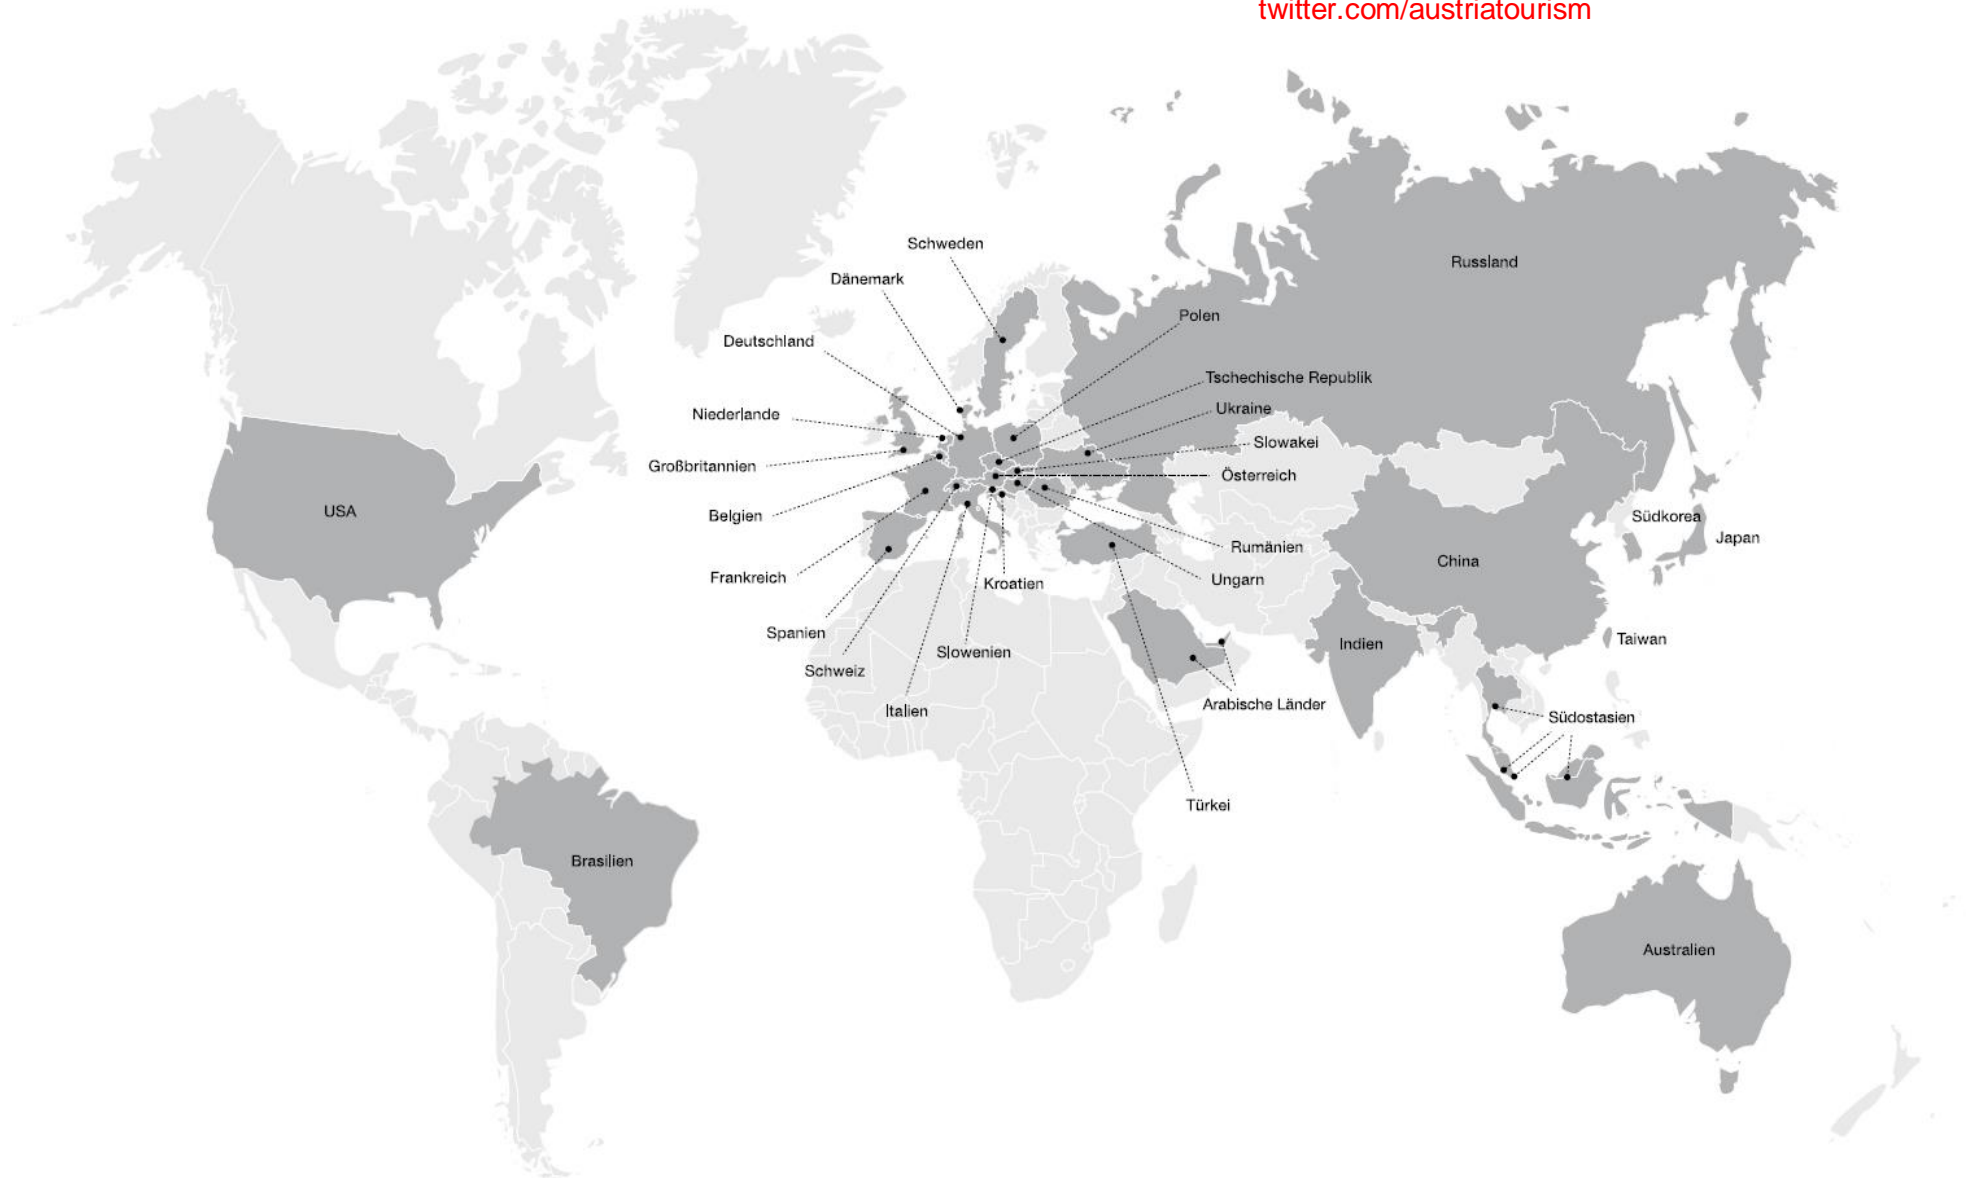 twitter.com/austriatourism
Schweden
Russland
Dänemark
Polen
Deutschland
Tschechische Republik
Niederlande
Ukraine
Slowakei
Großbritannien
Österreich
USA
Belgien
Südkorea
Japan
Rumänien
China
Frankreich
Kroatien
Ungarn
Spanien
Slowenien
Indien
Taiwan
Schweiz
Arabische Länder
Italien
Südostasien
Türkei
Brasilien
Australien